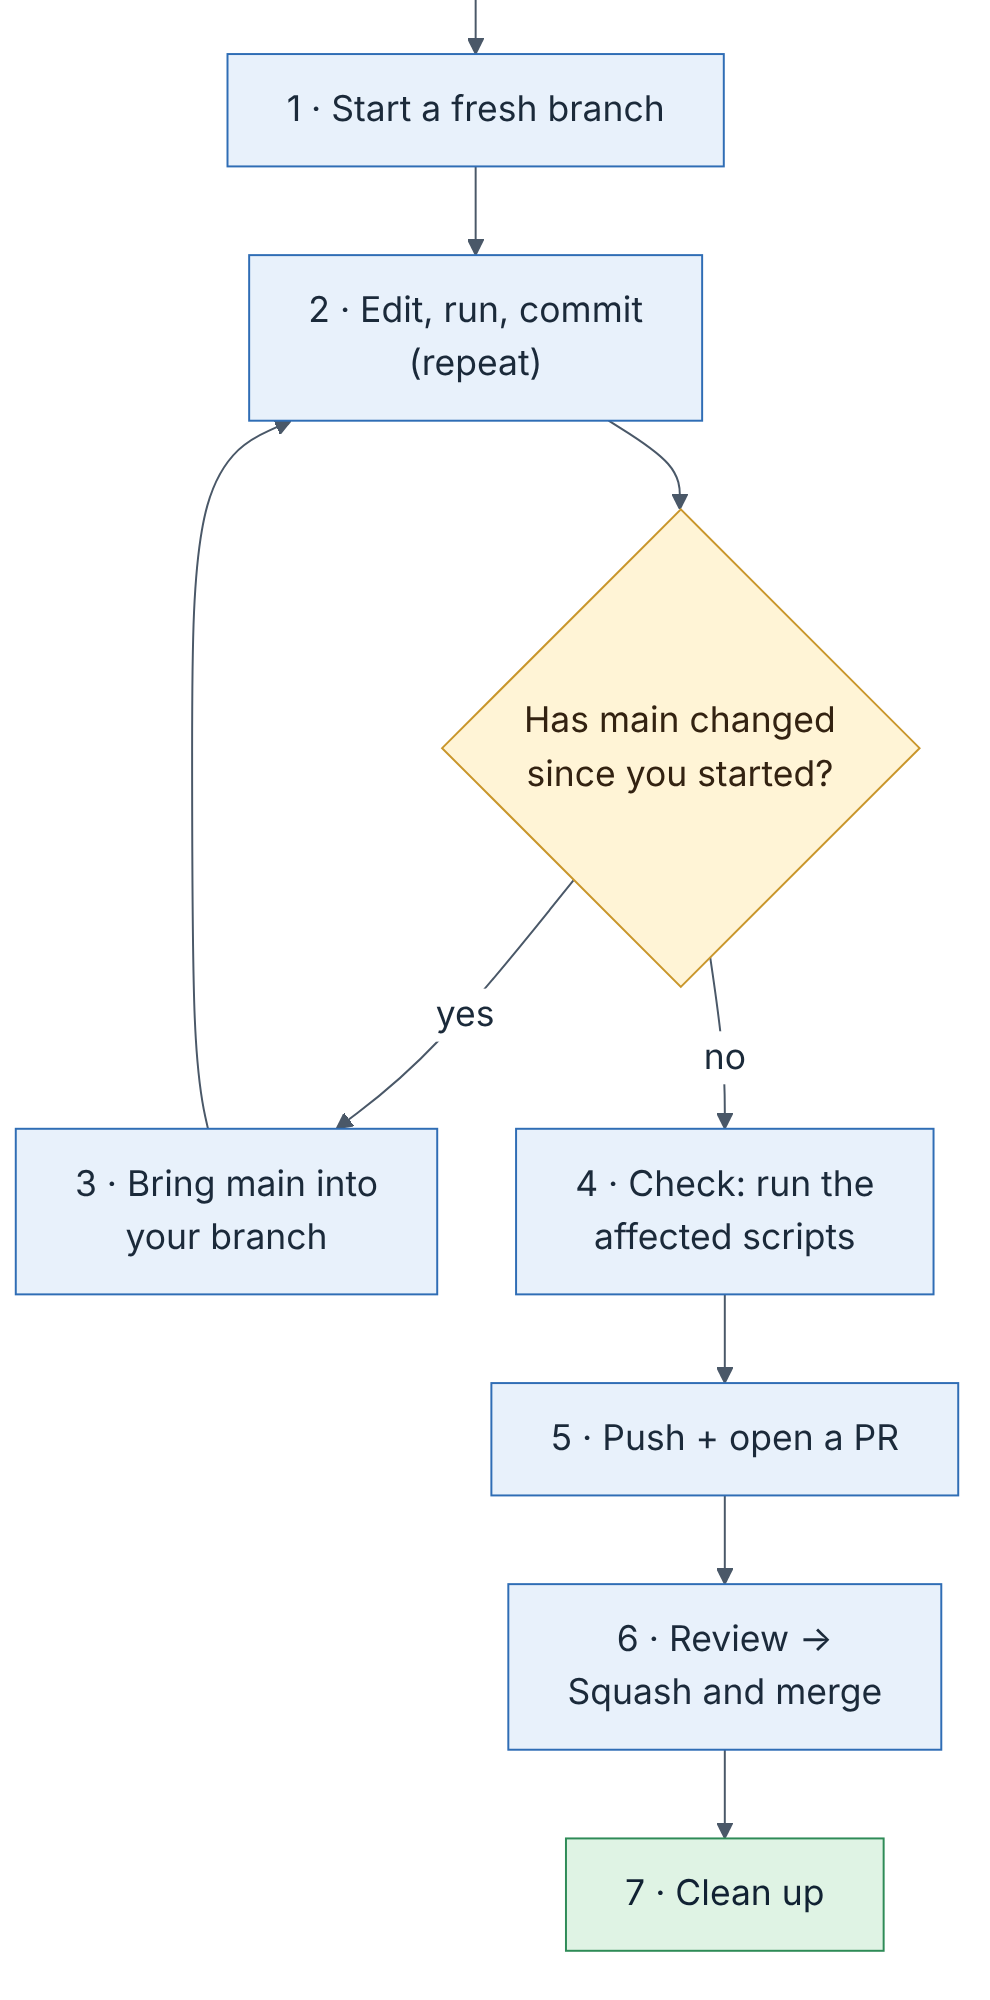 1 · Start a fresh branch
2 · Edit, run, commit
(repeat)
Has main changed
since you started?
yes
no
3 · Bring main into
your branch
4 · Check: run the
affected scripts
5 · Push + open a PR
6 · Review →
Squash and merge
7 · Clean up